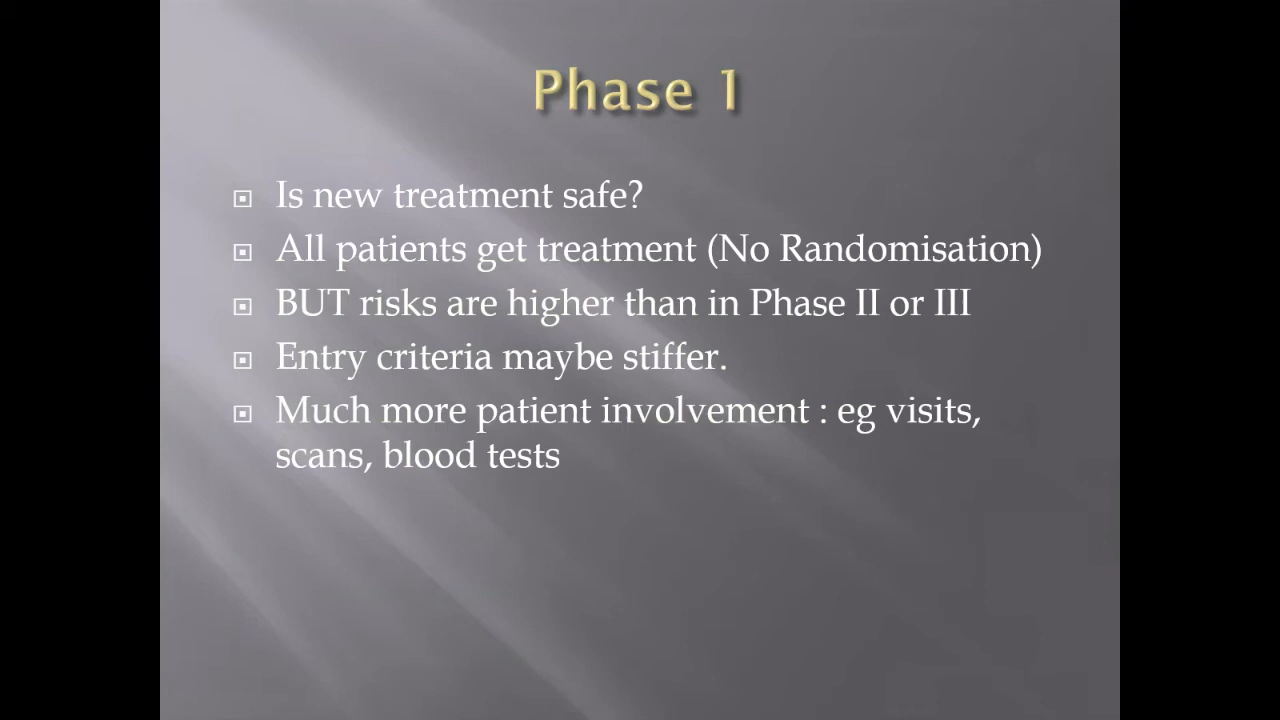 Phase 1
Is new treatment safe?
All patients get treatment (No Randomisation)
BUT risks are higher than in Phase II or III
Entry criteria maybe stiffer.
Much more patient involvement : eg visits,
scans, blood tests